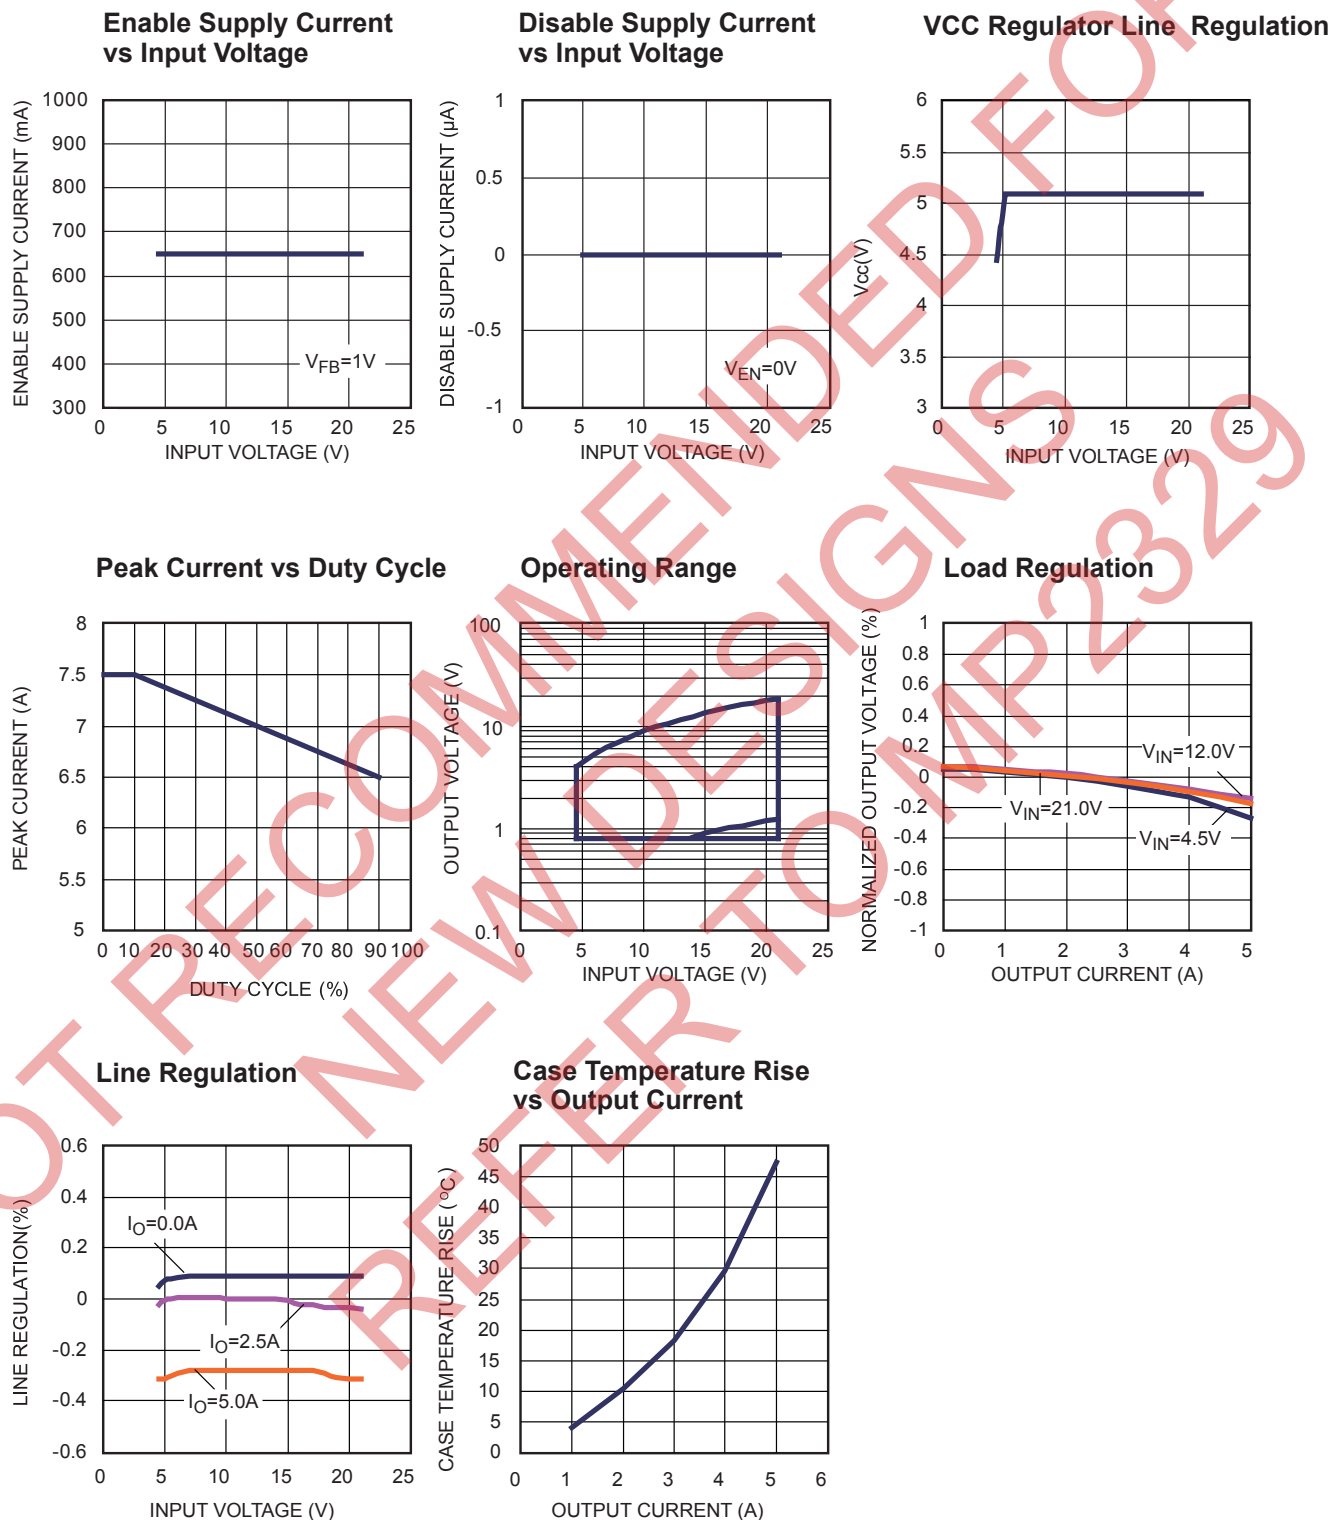 Enable Supply Current
vs Input Voltage
ENABLE SUPPLY CURRENT (mA)
1000
900
800
700
600
500
400
300
VFB=1V
0 5 10 15 20 25
INPUT VOLTAGE (V)
Disable Supply Current
vs Input Voltage
DISABLE SUPPLY CURRENT (µA)
1
0.5
0
-0.5
-1
VEN=0V
0 5 10 15 20 25
INPUT VOLTAGE (V)
VCC Regulator Line Regulation
Vcc(V)
6
5.5
5
4.5
4
3.5
3
0 5 10 15 20 25
INPUT VOLTAGE (V)
Peak Current vs Duty Cycle
PEAK CURRENT (A)
8
7.5
7
6.5
6
5.5
5
0 10 20 30 40 50 60 70 80 90 100
DUTY CYCLE (%)
Operating Range
OUTPUT VOLTAGE (V)
100
10
1
0.1
0 5 10 15 20 25
INPUT VOLTAGE (V)
Load Regulation
NORMALIZED OUTPUT VOLTAGE (%)
1
0.8
0.6
0.4
0.2
0
-0.2
-0.4
-0.6
-0.8
-1
VIN=12.0V
VIN=21.0V
VIN=4.5V
0 1 2 3 4 5
OUTPUT CURRENT (A)
Line Regulation
LINE REGULATION(%)
0.6
0.4
0.2
0
-0.2
-0.4
-0.6
IO=0.0A
IO=2.5A
IO=5.0A
0 5 10 15 20 25
INPUT VOLTAGE (V)
Case Temperature Rise
vs Output Current
CASE TEMPERATURE RISE (°C)
50
45
40
35
30
25
20
15
10
5
0
0 1 2 3 4 5 6
OUTPUT CURRENT (A)
OT RECOMMENDED FOR
NEW DESIGNS
REFER TO MP2329